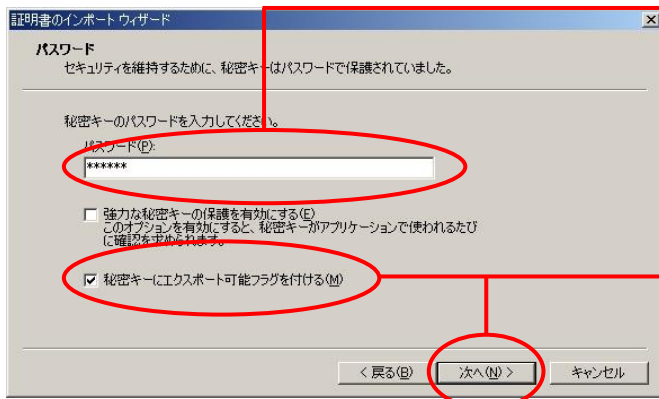 証明書のインポート ウィザード
パスワード
セキュリティを維持するために、秘密キーはパスワードで保護されていました。
秘密キーのパスワードを入力してください。
パスワード(P):
******
強力な秘密キーの保護を有効にする(E)
このオプションを有効にすると、秘密キーがアプリケーションで使われるたび
に確認を求められます。
秘密キーにエクスポート可能フラグを付ける(M)
< 戻る(B)
次へ(N) >
キャンセル